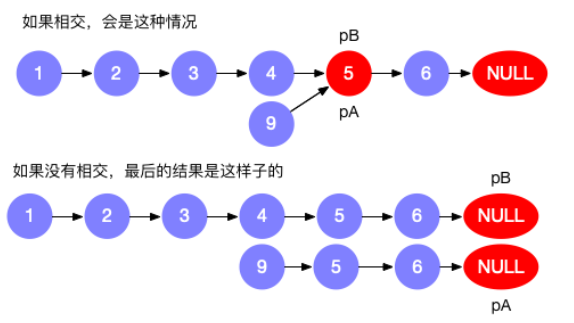 如果相交，会是这种情况
pB
1 2 3 4 5 6 NULL
9
pA
如果没有相交，最后的结果是这样子的
pB
1 2 3 4 5 6 NULL
9 5 6 NULL
pA